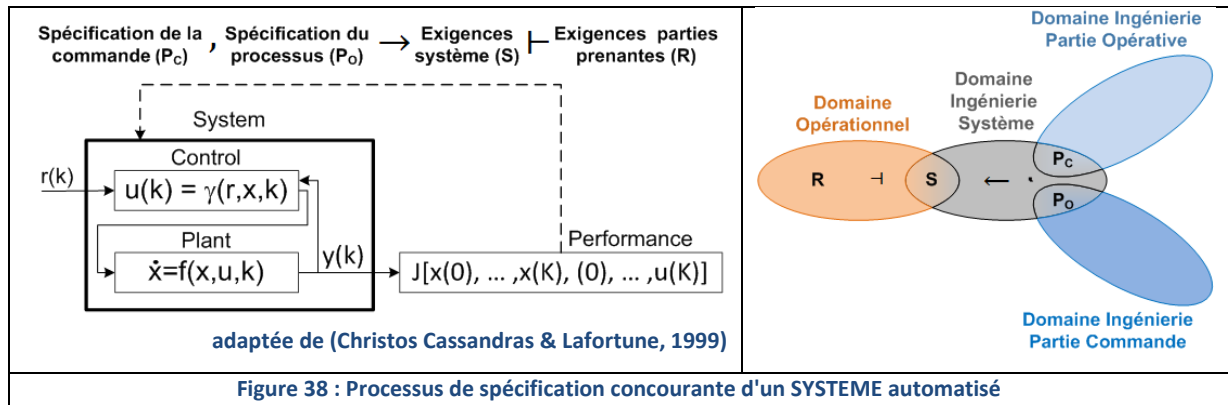 Spécification de la commande (PC) , Spécification du processus (PO) → Exigences système (S) ⊢ Exigences parties prenantes (R)
System
Control
r(k)
u(k) = γ(r,x,k)
Plant
y(k)
ẋ=f(x,u,k)
Performance
J[x(0), ... ,x(K), (0), ... ,u(K)]
adaptée de (Christos Cassandras & Lafortune, 1999)
Domaine Ingénierie
Partie Opérative
Domaine
Opérationnel
Domaine
Ingénierie
Système
R ⊣ S ← . PC
PO
Domaine Ingénierie
Partie Commande
Figure 38 : Processus de spécification concourante d'un SYSTEME automatisé